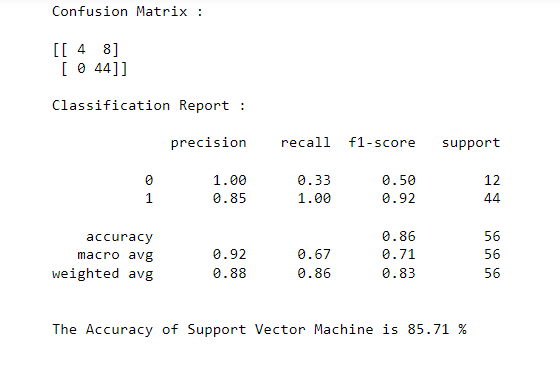 Confusion Matrix :
[[ 4  8]
 [ 0 44]]
Classification Report :
              precision    recall  f1-score   support
           0       1.00      0.33      0.50        12
           1       0.85      1.00      0.92        44
    accuracy                           0.86        56
   macro avg       0.92      0.67      0.71        56
weighted avg       0.88      0.86      0.83        56
The Accuracy of Support Vector Machine is 85.71 %